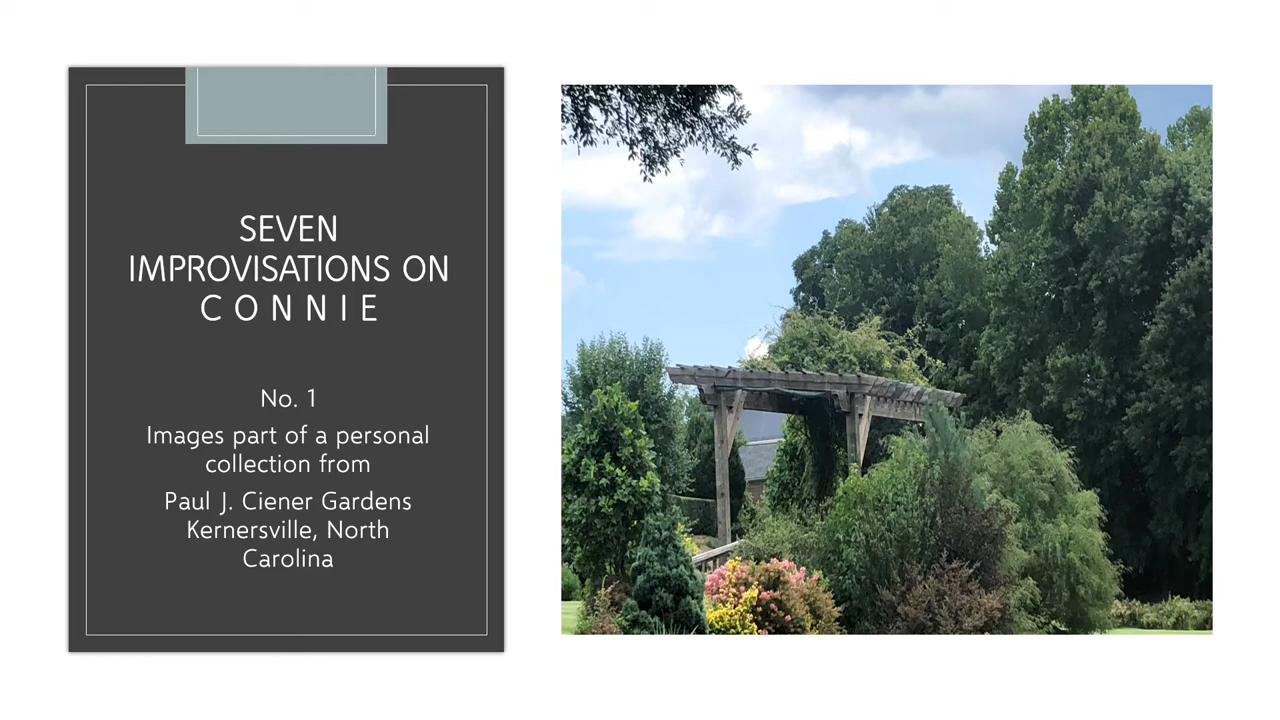 SEVEN
IMPROVISATIONS ON
C O N N I E
No. 1
Images part of a personal
collection from
Paul J. Ciener Gardens
Kernersville, North
Carolina